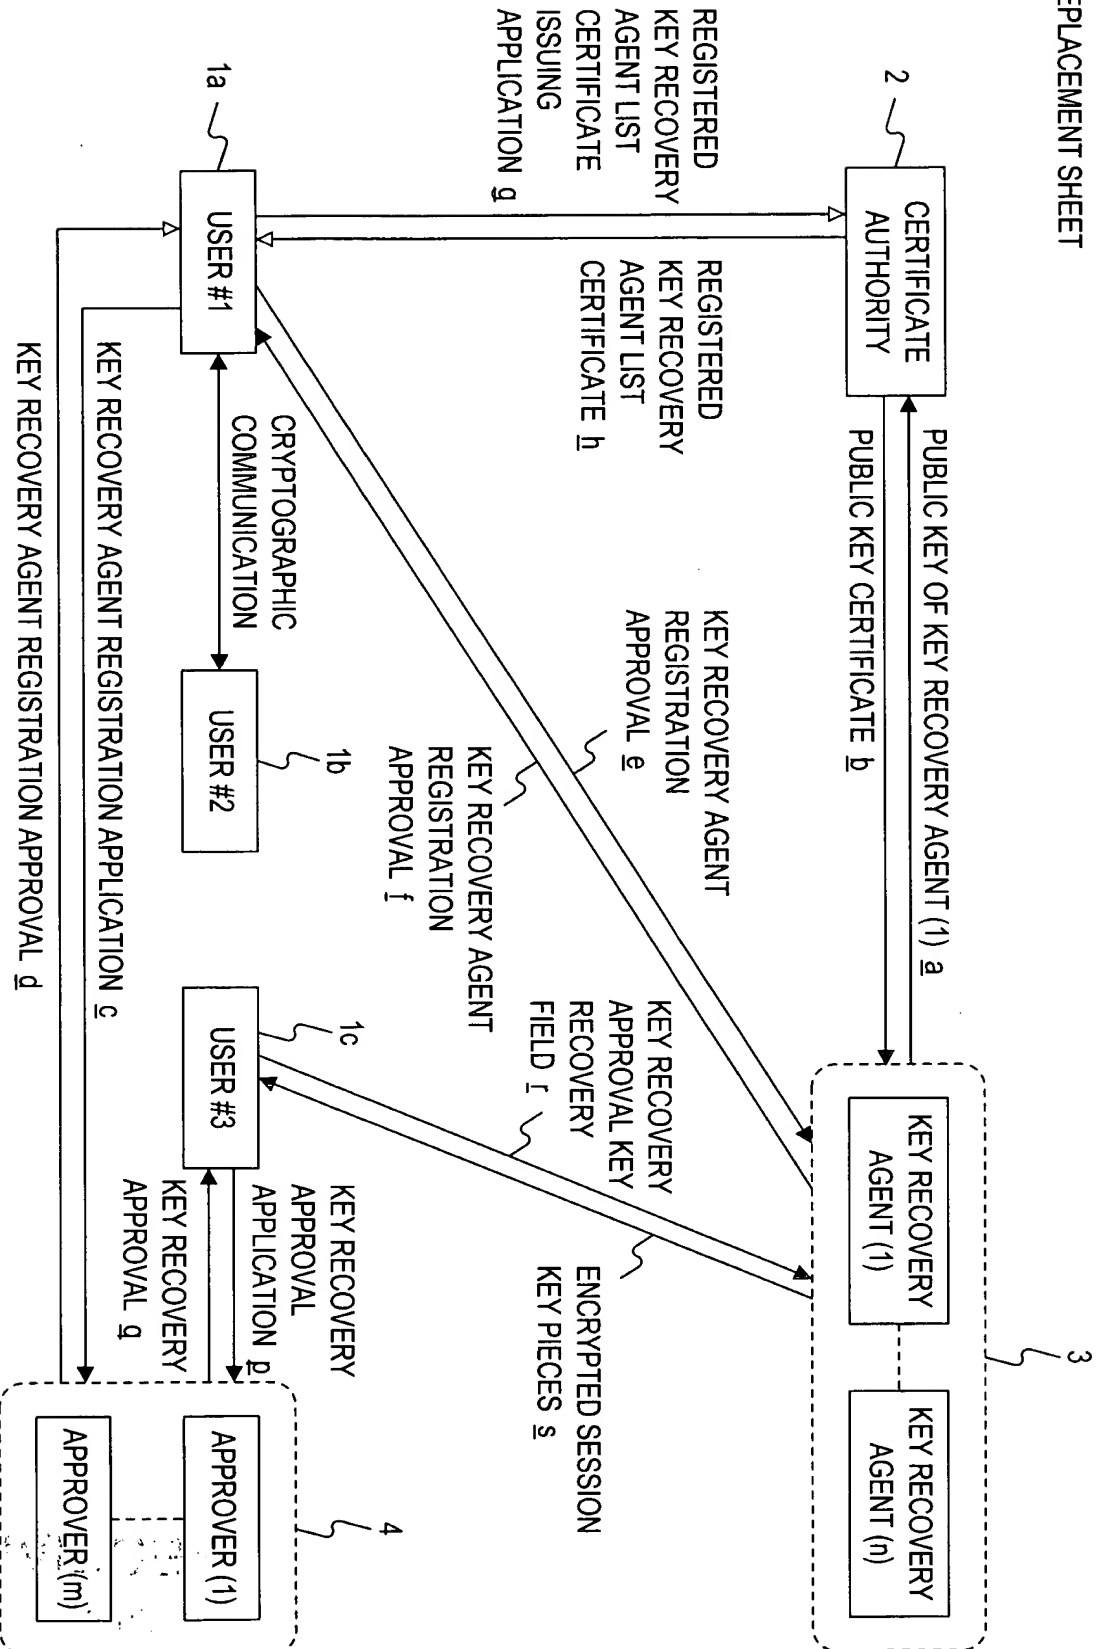 EPLACEMENT SHEET
3
2
CERTIFICATE
AUTHORITY
PUBLIC KEY OF KEY RECOVERY AGENT (1) a
PUBLIC KEY CERTIFICATE b
KEY RECOVERY
AGENT (1)
KEY RECOVERY
AGENT (n)
REGISTERED
KEY RECOVERY
AGENT LIST
CERTIFICATE
ISSUING
APPLICATION g
REGISTERED
KEY RECOVERY
AGENT LIST
CERTIFICATE h
KEY RECOVERY AGENT
REGISTRATION
APPROVAL e
KEY RECOVERY AGENT
REGISTRATION
APPROVAL f
KEY RECOVERY
APPROVAL KEY
RECOVERY
FIELD r
ENCRYPTED SESSION
KEY PIECES s
1a
USER #1
CRYPTOGRAPHIC
COMMUNICATION
1b
USER #2
1c
USER #3
KEY RECOVERY
APPROVAL
APPLICATION p
KEY RECOVERY
APPROVAL q
4
APPROVER (1)
APPROVER (m)
KEY RECOVERY AGENT REGISTRATION APPLICATION c
KEY RECOVERY AGENT REGISTRATION APPROVAL d